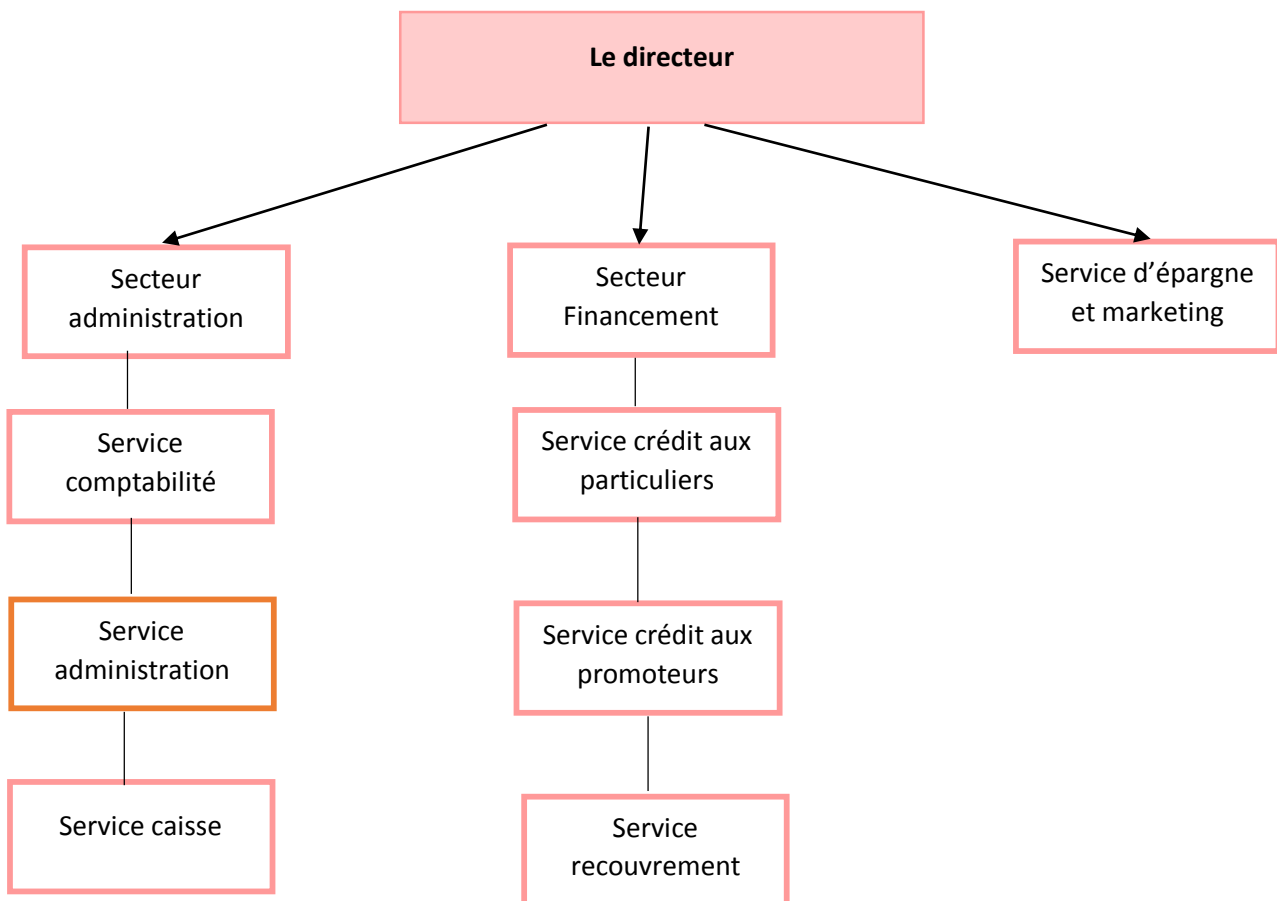 Le directeur
Secteur
administration
Secteur
Financement
Service d’épargne
et marketing
Service
comptabilité
Service crédit aux
particuliers
Service
administration
Service crédit aux
promoteurs
Service caisse
Service
recouvrement